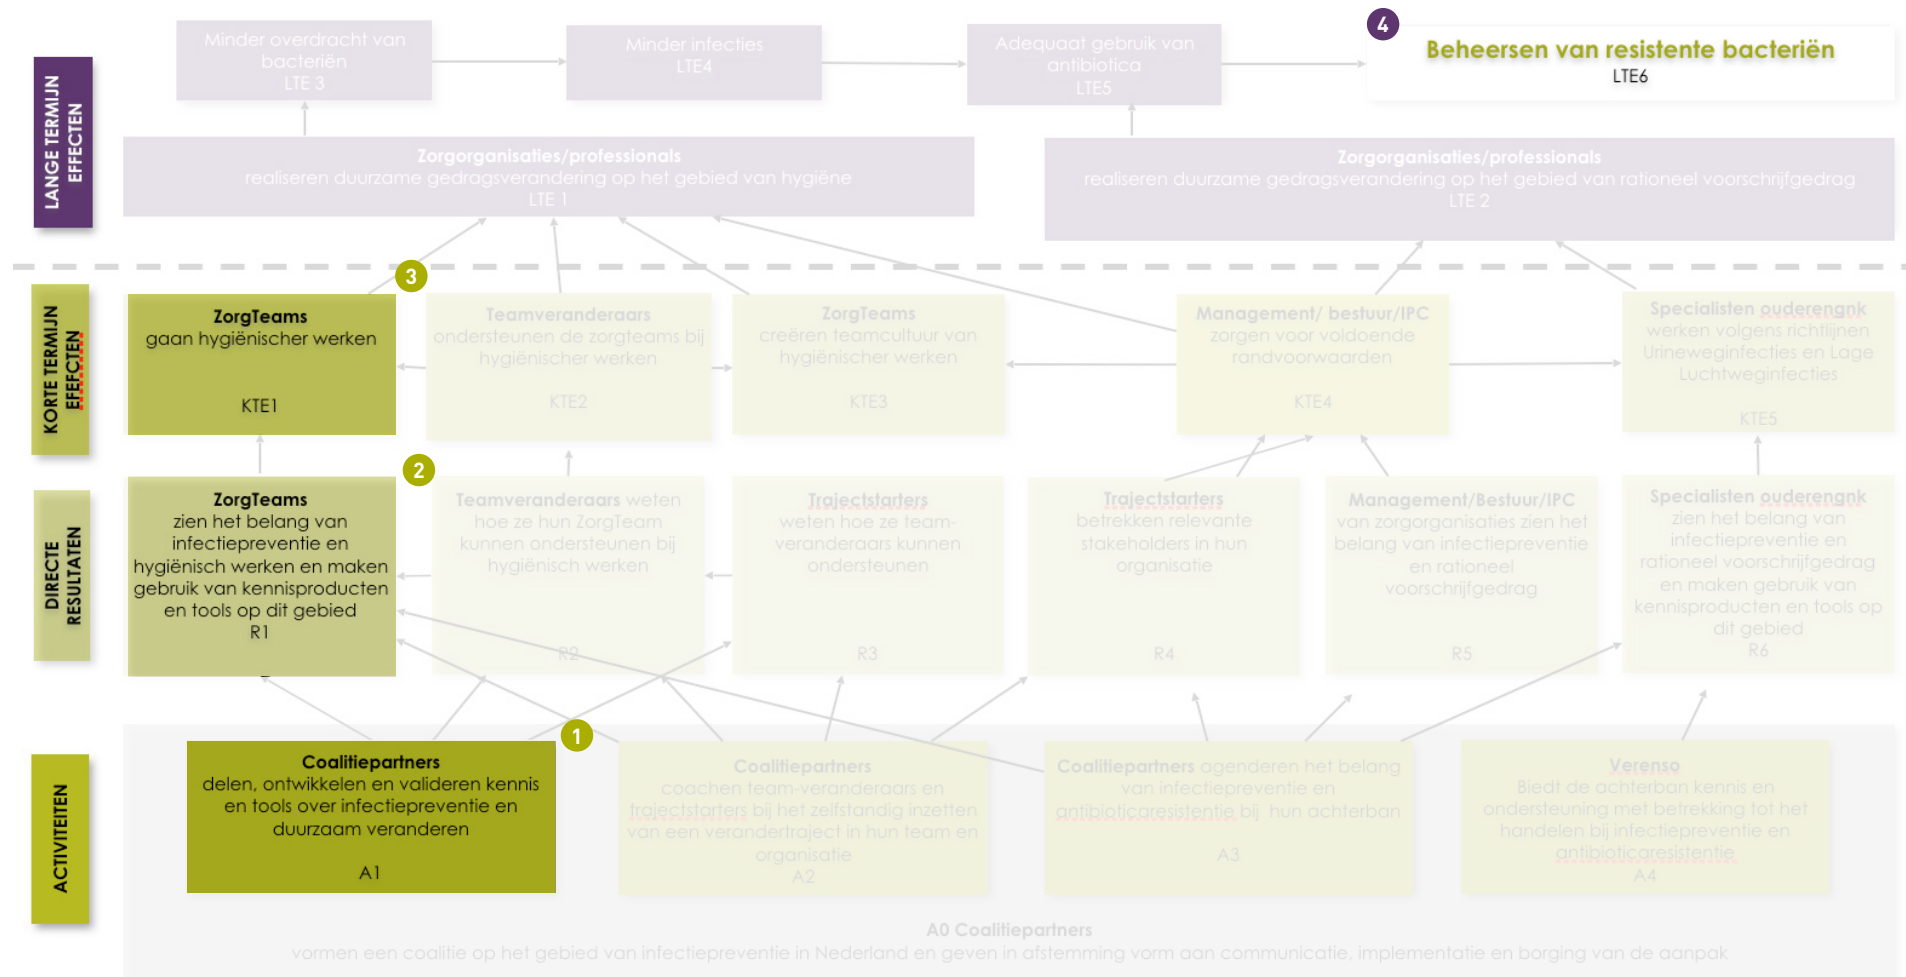 LANGE TERMIJN
EFFECTEN
Minder overdracht van
bacteriën
LTE 3
Minder infecties
LTE4
Adequaat gebruik van
antibiotica
LTE5
4
Beheersen van resistente bacteriën
LTE6
Zorgorganisaties/professionals
realiseren duurzame gedragsverandering op het gebied van hygiëne
LTE 1
Zorgorganisaties/professionals
realiseren duurzame gedragsverandering op het gebied van rationeel voorschrijfgedrag
LTE 2
KORTE TERMIJN
EFEFCTEN
3
ZorgTeams
gaan hygiënischer werken
KTE1
Teamveranderaars
ondersteunen de zorgteams bij
hygiënischer werken
KTE2
ZorgTeams
creëren teamcultuur van
hygiënischer werken
KTE3
Management/ bestuur/IPC
zorgen voor voldoende
randvoorwaarden
KTE4
Specialisten ouderengnk
werken volgens richtlijnen
Urineweginfecties en Lage
Luchtweginfecties
KTE5
DIRECTE
RESULTATEN
2
ZorgTeams
zien het belang van
infectiepreventie en
hygiënisch werken en maken
gebruik van kennisproducten
en tools op dit gebied
R1
Teamveranderaars weten
hoe ze hun ZorgTeam
kunnen ondersteunen bij
hygiënisch werken
R2
Trajectstarters
weten hoe ze team-
veranderaars kunnen
ondersteunen
R3
Trajectstarters
betrekken relevante
stakeholders in hun
organisatie
R4
Management/Bestuur/IPC
van zorgorganisaties zien het
belang van infectiepreventie
en rationeel
voorschrijfgedrag
R5
Specialisten ouderengnk
zien het belang van
infectiepreventie en
rationeel voorschrijfgedrag
en maken gebruik van
kennisproducten en tools op
dit gebied
R6
ACTIVITEITEN
1
Coalitiepartners
delen, ontwikkelen en valideren kennis
en tools over infectiepreventie en
duurzaam veranderen
A1
Coalitiepartners
coachen team-veranderaars en
trajectstarters bij het zelfstandig inzetten
van een verandertraject in hun team en
organisatie
A2
Coalitiepartners agenderen het belang
van infectiepreventie en
antibioticaresistentie bij hun achterban
A3
Verenso
Biedt de achterban kennis en
ondersteuning met betrekking tot het
handelen bij infectiepreventie en
antibioticaresistentie
A4
A0 Coalitiepartners
vormen een coalitie op het gebied van infectiepreventie in Nederland en geven in afstemming vorm aan communicatie, implementatie en borging van de aanpak